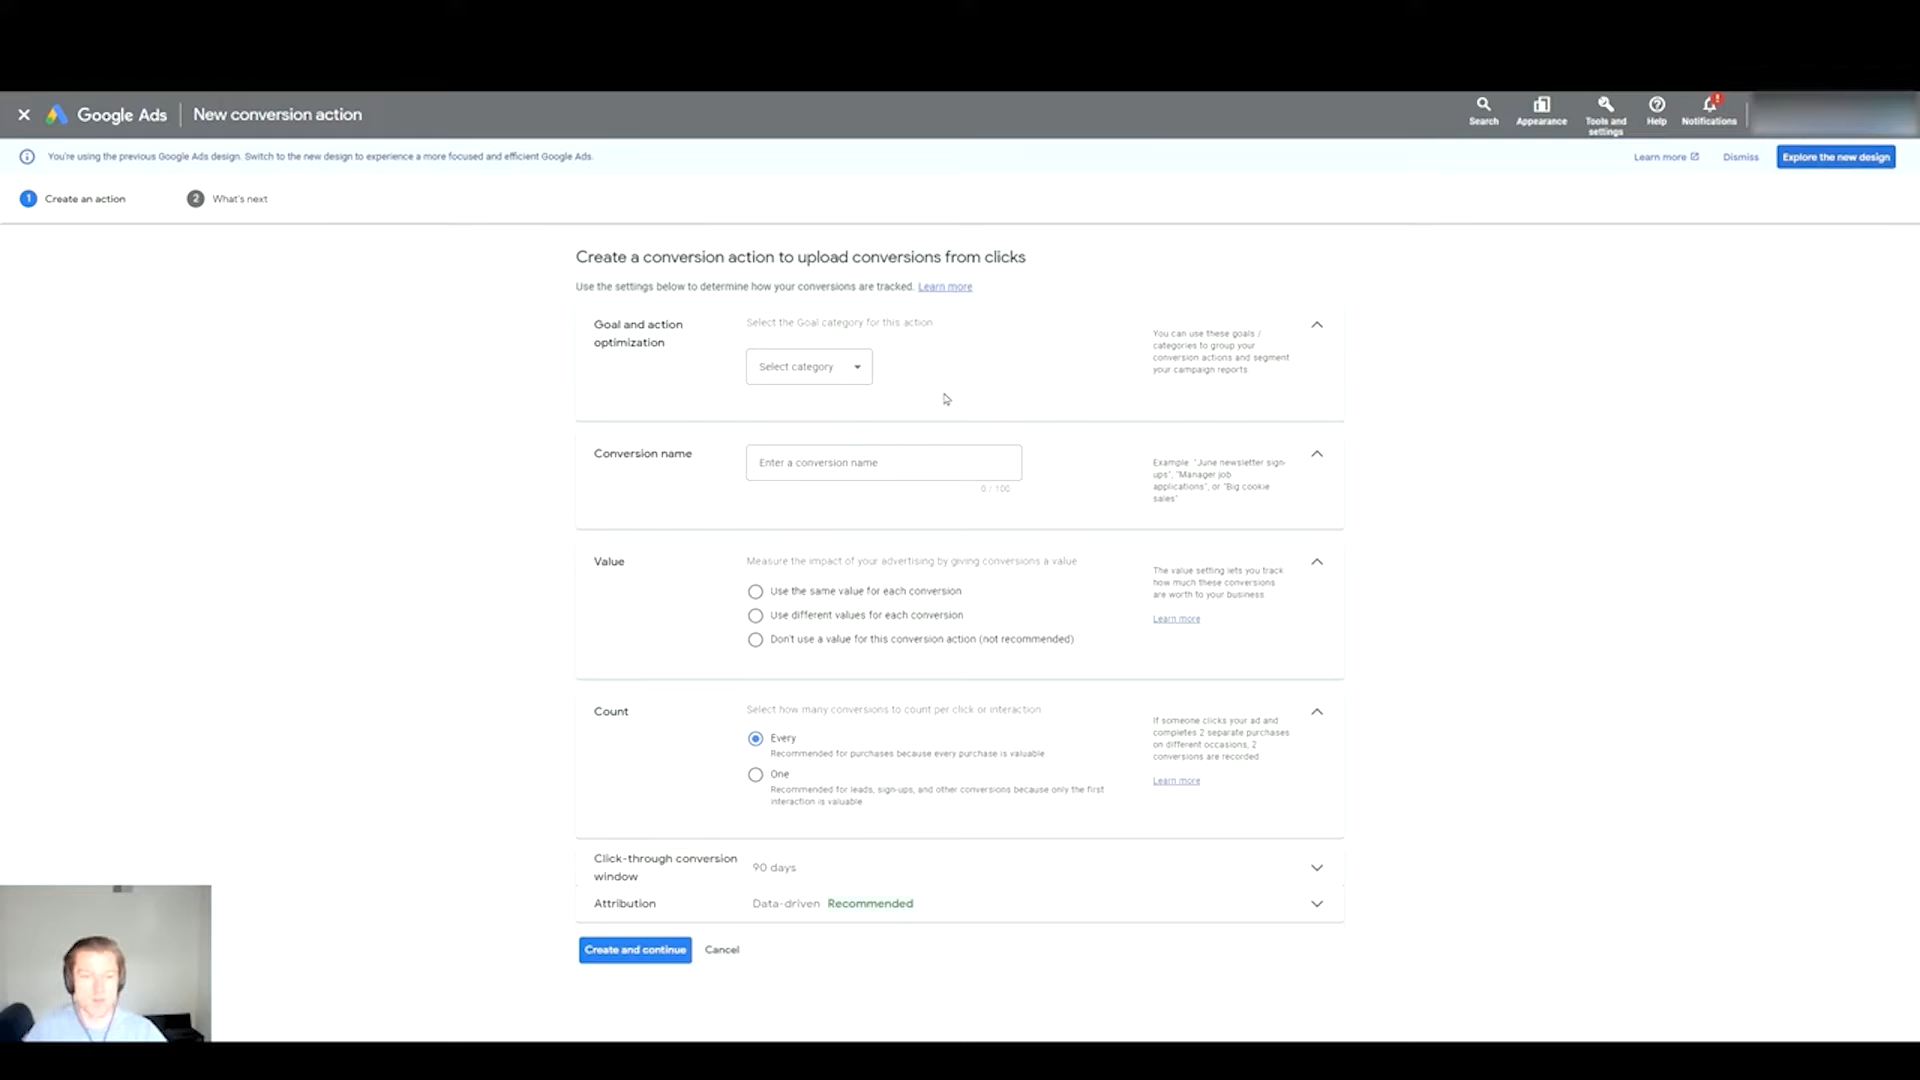 Google Ads New conversion action
Search
Appearance
Tools and settings
Help
Notifications
You're using the previous Google Ads design. Switch to the new design to experience a more focused and efficient Google Ads.
Learn more
Dismiss
Explore the new design
1 Create an action
2 What's next
Create a conversion action to upload conversions from clicks
Use the settings below to determine how your conversions are tracked. Learn more
Goal and action
optimization
Select the Goal category for this action
Select category
You can use these goals /
categories to group your
conversion actions and segment
your campaign reports
Conversion name
Enter a conversion name
0 / 100
Example "June newsletter sign-
ups", "Manager job
applications", or "Big cookie
sales"
Value
Measure the impact of your advertising by giving conversions a value
Use the same value for each conversion
Use different values for each conversion
Don't use a value for this conversion action (not recommended)
The value setting lets you track
how much these conversions
are worth to your business
Learn more
Count
Select how many conversions to count per click or interaction
Every
Recommended for purchases because every purchase is valuable
One
Recommended for leads, sign-ups, and other conversions because only the first
interaction is valuable
If someone clicks your ad and
completes 2 separate purchases
on different occasions, 2
conversions are recorded
Learn more
Click-through conversion
window
90 days
Attribution
Data-driven Recommended
Create and continue
Cancel